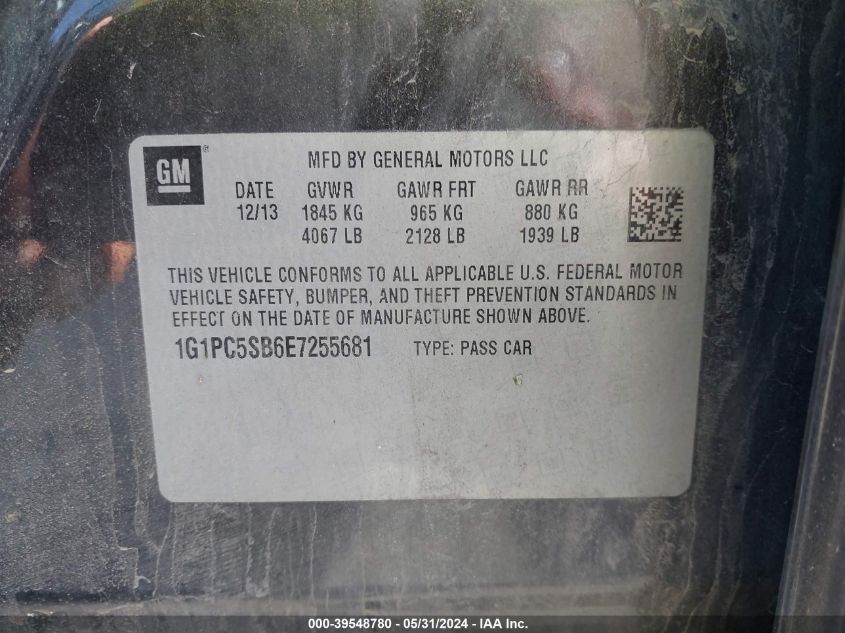 GM
MFD BY GENERAL MOTORS LLC
DATE GVWR GAWR FRT GAWR RR
12/13 1845 KG 965 KG 880 KG
4067 LB 2128 LB 1939 LB
THIS VEHICLE CONFORMS TO ALL APPLICABLE U.S. FEDERAL MOTOR
VEHICLE SAFETY, BUMPER, AND THEFT PREVENTION STANDARDS IN
EFFECT ON THE DATE OF MANUFACTURE SHOWN ABOVE.
1G1PC5SB6E7255681 TYPE: PASS CAR
000-39548780 - 05/31/2024 - IAA Inc.